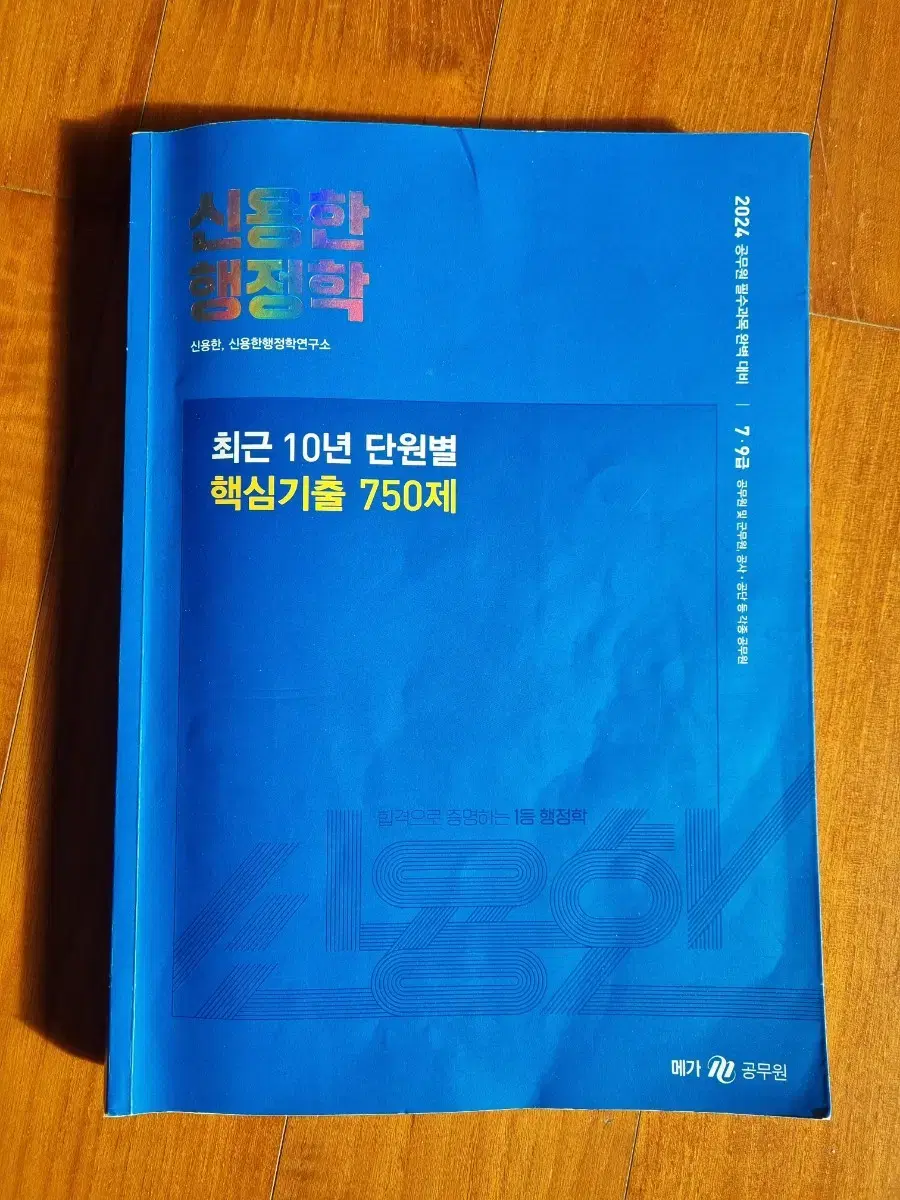 신용한
행정학
신용한, 신용한행정학연구소
최근 10년 단원별
핵심기출 750제
2024 공무원 필수과목 완벽 대비 | 7·9급 공무원 및 군무원, 공사·공단 등 각종 공무원
합격으로 증명하는 1등 행정학
신용한
메가 공무원